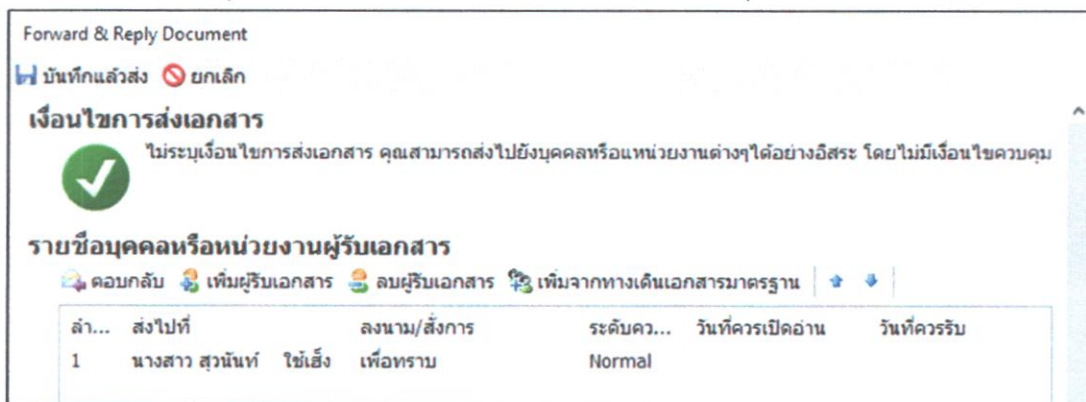 Forward & Reply Document
บันทึกแล้วส่ง ยกเลิก
เงื่อนไขการส่งเอกสาร
ไม่ระบุเงื่อนไขการส่งเอกสาร คุณสามารถส่งไปยังบุคคลหรือแหน่วยงานต่างๆได้อย่างอิสระ โดยไม่มีเงื่อนไขควบคุม
รายชื่อบุคคลหรือหน่วยงานผู้รับเอกสาร
ตอบกลับ เพิ่มผู้รับเอกสาร ลบผู้รับเอกสาร เพิ่มจากทางเดินเอกสารมาตรฐาน
ลำ... ส่งไปที่ ลงนาม/สั่งการ ระดับคว... วันที่ควรเปิดอ่าน วันที่ควรรับ
1 นางสาว สุวนันท์ ใช้เฮ็ง เพื่อทราบ Normal